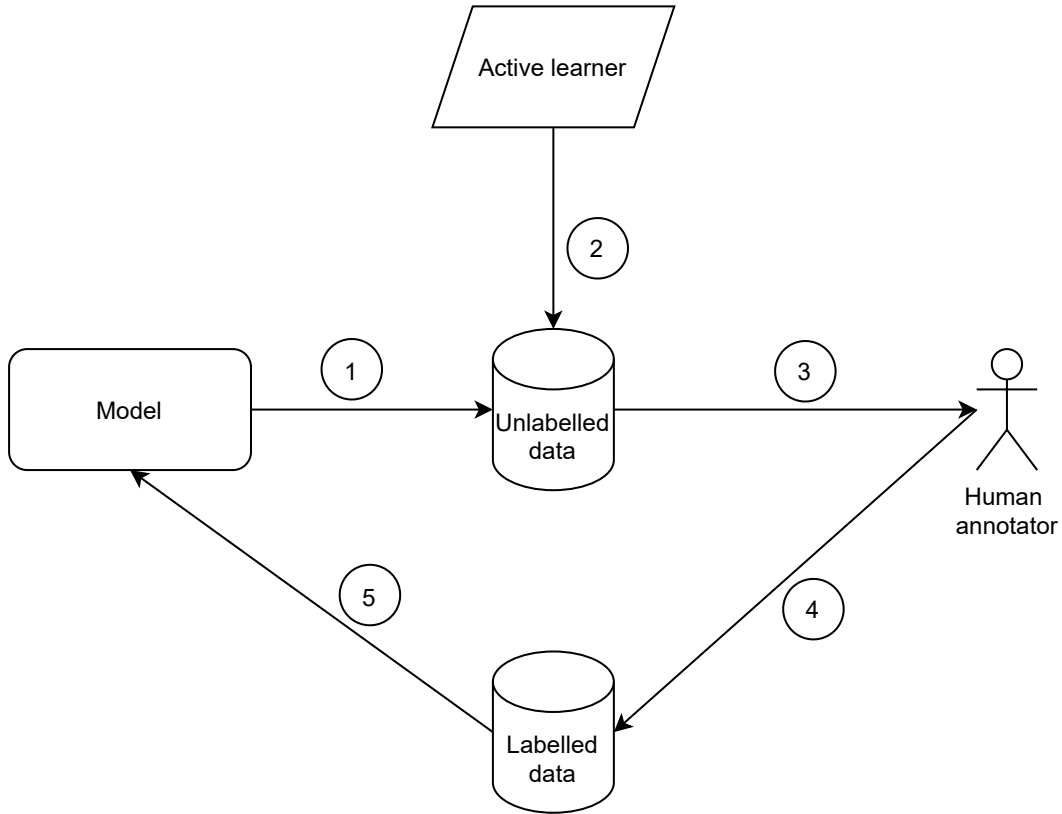 Active learner
2
1
3
Model
Unlabelled
data
Human
annotator
5
4
Labelled
data